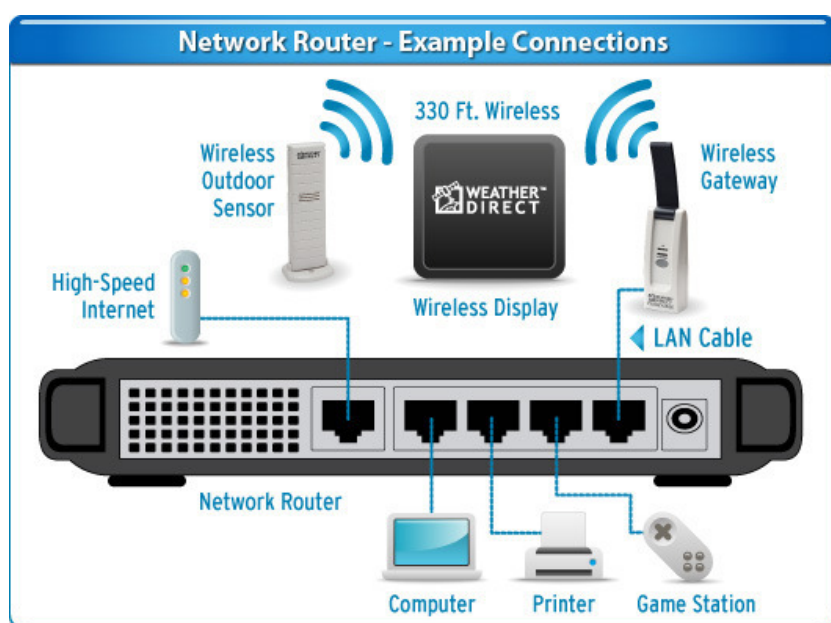 Network Router - Example Connections
330 Ft. Wireless
Wireless
Outdoor
Sensor
WEATHER™
DIRECT
Wireless
Gateway
High-Speed
Internet
Wireless Display
LAN Cable
Network Router
Computer
Printer
Game Station